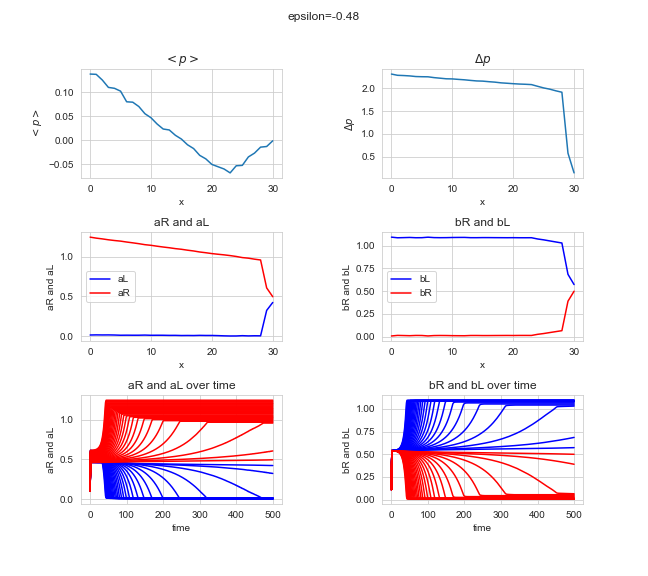 epsilon=-0.48
< p >
Δp
< p >
0.10
0.05
0.00
−0.05
0 10 20 30
x
Δp
2.0
1.5
1.0
0.5
0 10 20 30
x
aR and aL
bR and bL
aR and aL
1.0
0.5
0.0
aL
aR
0 10 20 30
x
bR and bL
1.00
0.75
0.50
0.25
0.00
bL
bR
0 10 20 30
x
aR and aL over time
bR and bL over time
aR and aL
1.0
0.5
0.0
0 100 200 300 400 500
time
bR and bL
1.00
0.75
0.50
0.25
0.00
0 100 200 300 400 500
time